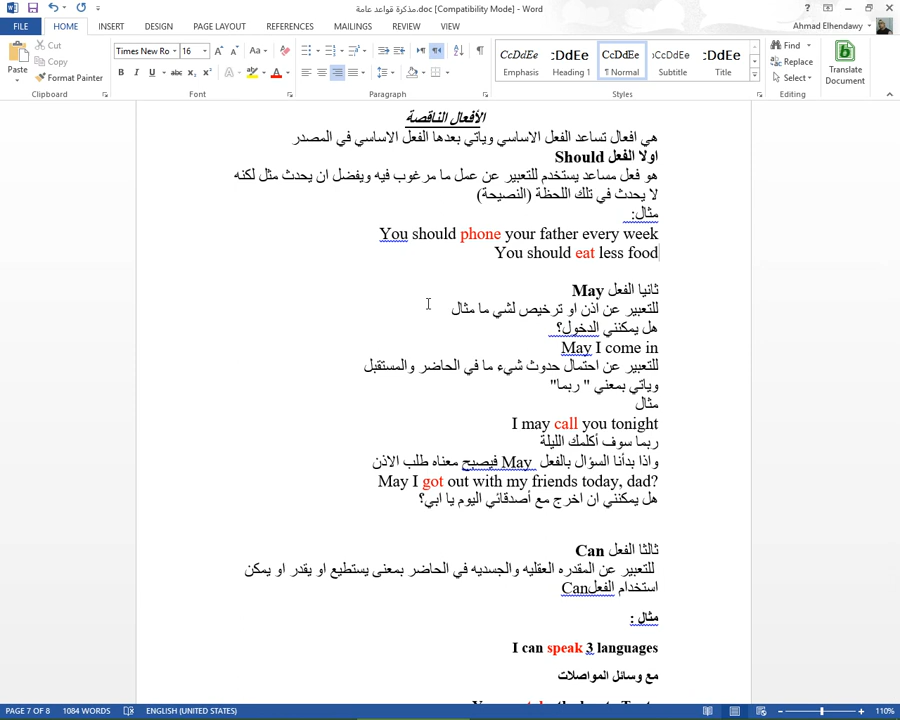 مذكرة قواعد عامة.doc [Compatibility Mode] - Word
FILE HOME INSERT DESIGN PAGE LAYOUT REFERENCES MAILINGS REVIEW VIEW Ahmad Elhendawy
Paste Cut Copy Format Painter
Times New Ro 16
Emphasis Heading 1 ¶ Normal Subtitle Title
Find Replace Select
Translate Document
Clipboard Font Paragraph Styles Editing
الأفعال الناقصة
هي افعال تساعد الفعل الاساسي وياتي بعدها الفعل الاساسي في المصدر
اولا الفعل Should
هو فعل مساعد يستخدم للتعبير عن عمل ما مرغوب فيه ويفضل ان يحدث مثل لكنه
لا يحدث في تلك اللحظة (النصيحة)
مثال:
You should phone your father every week
You should eat less food
ثانيا الفعل May
للتعبير عن اذن او ترخيص لشي ما مثال
هل يمكنني الدخول؟
May I come in
للتعبير عن احتمال حدوث شيء ما في الحاضر والمستقبل
وياتي بمعني " ربما"
مثال
I may call you tonight
ربما سوف أكلمك الليلة
واذا بدأنا السؤال بالفعل May فيصبح معناه طلب الاذن
May I got out with my friends today, dad?
هل يمكنني ان اخرج مع أصدقائي اليوم يا ابي؟
ثالثا الفعل Can
للتعبير عن المقدره العقليه والجسديه في الحاضر بمعنى يستطيع او يقدر او يمكن
استخدام الفعلCan
مثال :
I can speak 3 languages
مع وسائل المواصلات
PAGE 7 OF 8 1084 WORDS ENGLISH (UNITED STATES) 110%